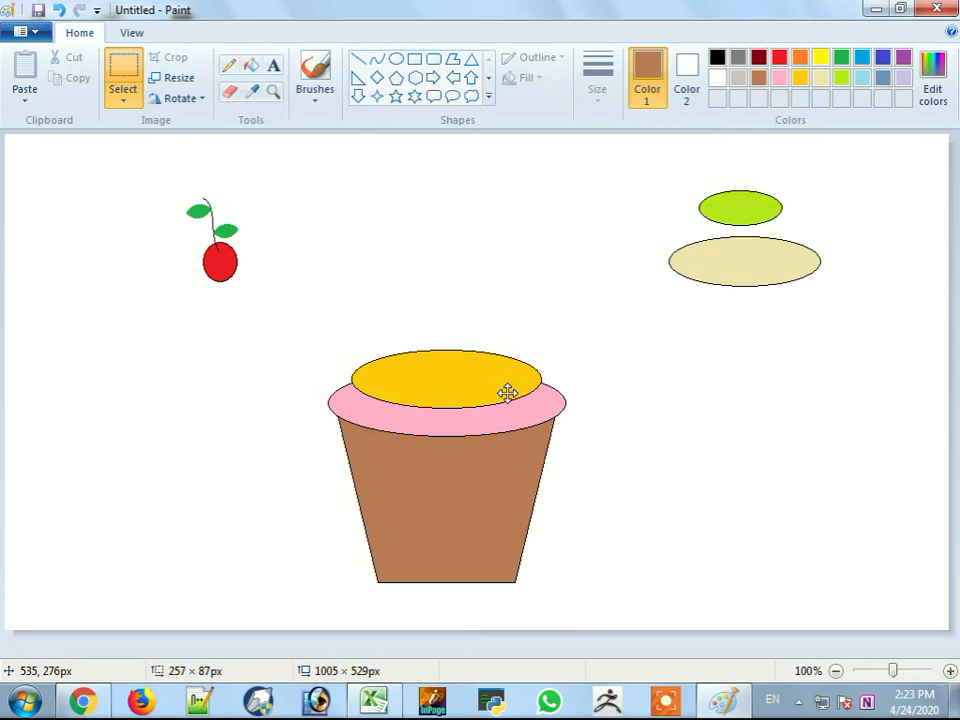 Untitled - Paint
Home
View
Paste
Cut
Copy
Clipboard
Select
Crop
Resize
Rotate
Image
A
Tools
Brushes
Outline
Fill
Shapes
Size
Color 1
Color 2
Colors
Edit colors
535, 276px
257 × 87px
1005 × 529px
100%
InPage
EN
N
2:23 PM
4/24/2020